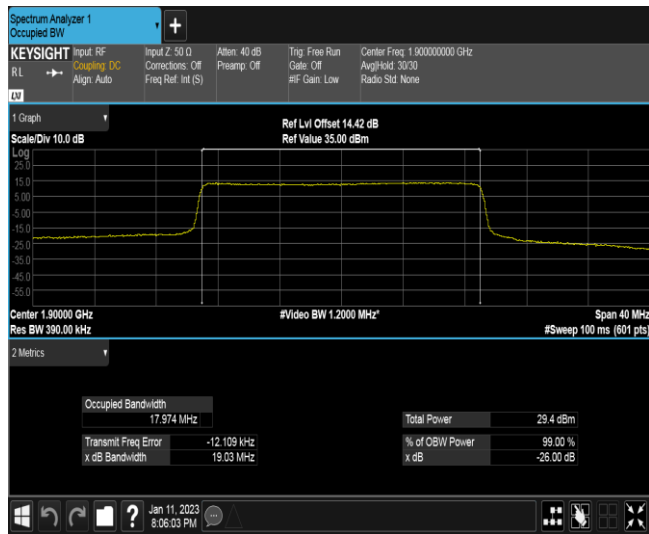 Spectrum Analyzer 1
Occupied BW
+
KEYSIGHT
Input: RF
Coupling: DC
Align: Auto
Input Z: 50 Ω
Corrections: Off
Freq Ref: Int (S)
Atten: 40 dB
Preamp: Off
Trig: Free Run
Gate: Off
#IF Gain: Low
Center Freq: 1.900000000 GHz
Avg|Hold: 30/30
Radio Std: None
RL
LXI
1 Graph
Scale/Div 10.0 dB
Ref Lvl Offset 14.42 dB
Ref Value 35.00 dBm
Log
25.0
15.0
5.00
-5.00
-15.0
-25.0
-35.0
-45.0
-55.0
Center 1.90000 GHz
#Video BW 1.2000 MHz*
Span 40 MHz
Res BW 390.00 kHz
#Sweep 100 ms (601 pts)
2 Metrics
Occupied Bandwidth
17.974 MHz
Total Power 29.4 dBm
Transmit Freq Error -12.109 kHz
% of OBW Power 99.00 %
x dB Bandwidth 19.03 MHz
x dB -26.00 dB
?
Jan 11, 2023
8:06:03 PM